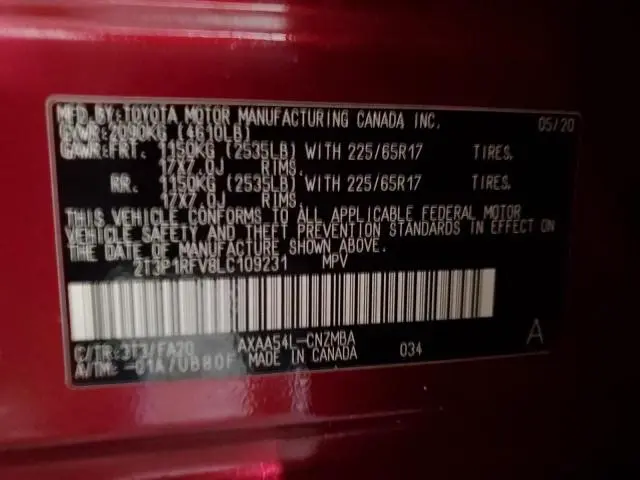 MFD. BY: TOYOTA MOTOR MANUFACTURING CANADA INC. 05/20
GVWR: 2090KG (4610LB)
GAWR: FRT. 1150KG (2535LB) WITH 225/65R17 TIRES,
17X7.0J RIMS,
RR. 1150KG (2535LB) WITH 225/65R17 TIRES,
17X7.0J RIMS,
THIS VEHICLE CONFORMS TO ALL APPLICABLE FEDERAL MOTOR
VEHICLE SAFETY AND THEFT PREVENTION STANDARDS IN EFFECT ON
THE DATE OF MANUFACTURE SHOWN ABOVE.
2T3P1RFV8LC109231 MPV
C/TR: 3T3/FA20 AXAA54L-CNZMBA A
A/TM: -01A/UB80F MADE IN CANADA 034